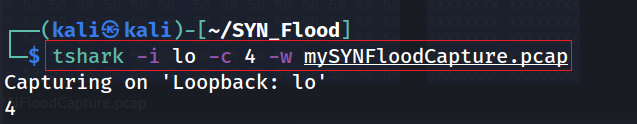 ┌──(kali㉿kali)-[~/SYN_Flood]
└─$ tshark -i lo -c 4 -w mySYNFloodCapture.pcap
Capturing on 'Loopback: lo'
4